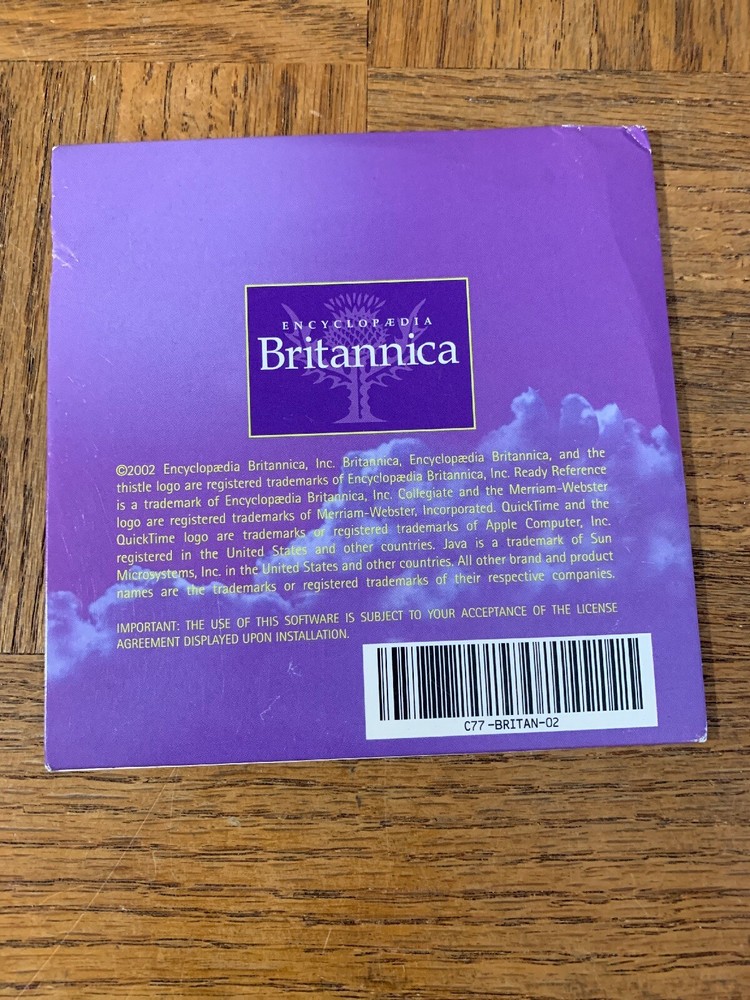 ENCYCLOPÆDIA
Britannica
©2002 Encyclopædia Britannica, Inc. Britannica, Encyclopædia Britannica, and the
thistle logo are registered trademarks of Encyclopædia Britannica, Inc. Ready Reference
is a trademark of Encyclopædia Britannica, Inc. Collegiate and the Merriam-Webster
logo are registered trademarks of Merriam-Webster, Incorporated. QuickTime and the
QuickTime logo are trademarks or registered trademarks of Apple Computer, Inc.
registered in the United States and other countries. Java is a trademark of Sun
Microsystems, Inc. in the United States and other countries. All other brand and product
names are the trademarks or registered trademarks of their respective companies.
IMPORTANT: THE USE OF THIS SOFTWARE IS SUBJECT TO YOUR ACCEPTANCE OF THE LICENSE
AGREEMENT DISPLAYED UPON INSTALLATION.
C77-BRITAN-02